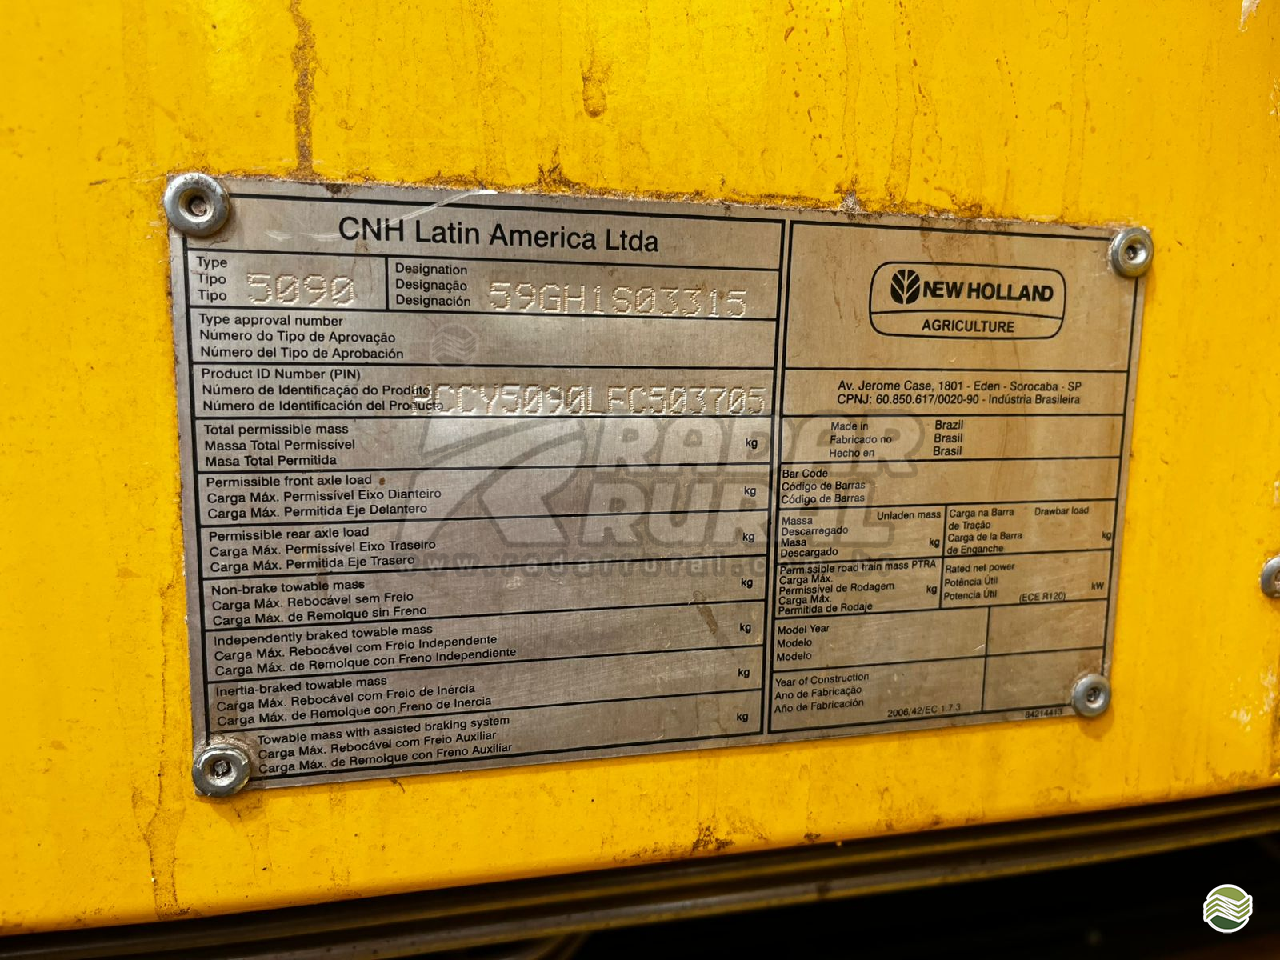 CNH Latin America Ltda
Type
Tipo
Tipo
5090
Designation
Designação
Designación
59GH1S03315
Type approval number
Número do Tipo de Aprovação
Número del Tipo de Aprobación
Product ID Number (PIN)
Número de Identificação do Produto
Número de Identificación del Producto
HCCY5090LFC503705
Total permissible mass
Massa Total Permissível
Masa Total Permitida
kg
Permissible front axle load
Carga Máx. Permissível Eixo Dianteiro
Carga Máx. Permitida Eje Delantero
kg
Permissible rear axle load
Carga Máx. Permissível Eixo Traseiro
Carga Máx. Permitida Eje Trasero
kg
Non-brake towable mass
Carga Máx. Rebocável sem Freio
Carga Máx. de Remolque sin Freno
kg
Independently braked towable mass
Carga Máx. Rebocável com Freio Independente
Carga Máx. de Remolque con Freno Independiente
kg
Inertia-braked towable mass
Carga Máx. Rebocável com Freio de Inércia
Carga Máx. de Remolque con Freno de Inercia
kg
Towable mass with assisted braking system
Carga Máx. Rebocável com Freio Auxiliar
Carga Máx. de Remolque con Freno Auxiliar
kg
NEW HOLLAND
AGRICULTURE
Av. Jerome Case, 1801 - Eden - Sorocaba - SP
CPNJ: 60.850.617/0020-90 - Indústria Brasileira
Made in Brazil
Fabricado no Brasil
Hecho en Brasil
Bar Code
Código de Barras
Código de Barras
Massa Unladen mass
Descarregado
Masa
Descargado
kg
Carga na Barra Drawbar load
de Tração
Carga de la Barra
de Enganche
kg
Permissible road train mass PTRA
Carga Máx.
Permissível de Rodagem
Carga Máx.
Permitida de Rodaje
kg
Rated net power
Potência Útil
Potencia Útil (ECE R120)
kW
Model Year
Modelo
Modelo
Year of Construction
Ano de Fabricação
Año de Fabricación
2006/42/EC 1.7.3
84214413
RADAR
RURAL